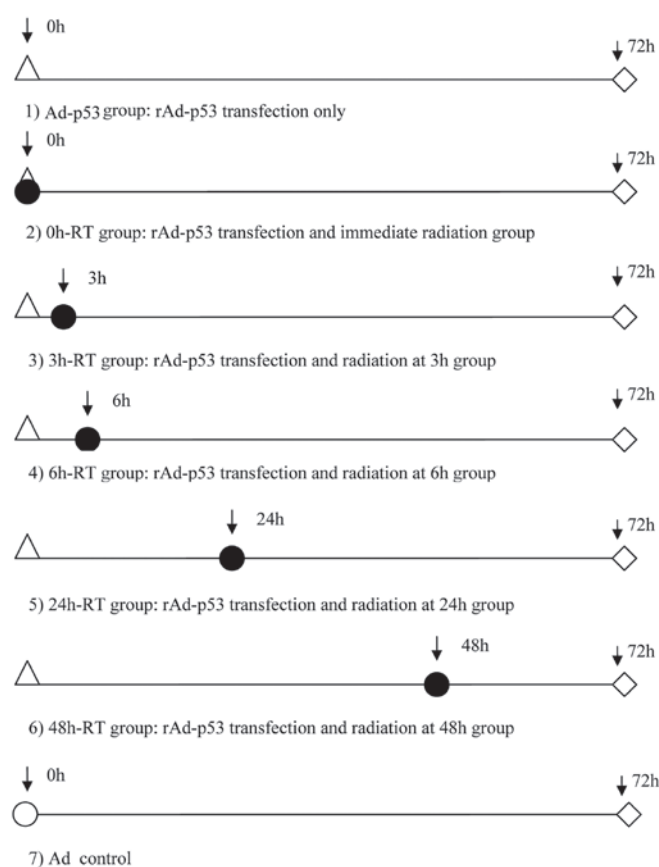 0h
72h
1) Ad-p53 group: rAd-p53 transfection only
0h
72h
2) 0h-RT group: rAd-p53 transfection and immediate radiation group
3h
72h
3) 3h-RT group: rAd-p53 transfection and radiation at 3h group
6h
72h
4) 6h-RT group: rAd-p53 transfection and radiation at 6h group
24h
72h
5) 24h-RT group: rAd-p53 transfection and radiation at 24h group
48h
72h
6) 48h-RT group: rAd-p53 transfection and radiation at 48h group
0h
72h
7) Ad control